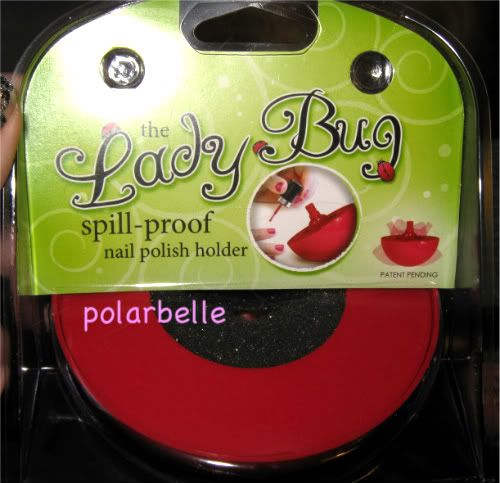 the
Lady Bug
spill-proof
nail polish holder
PATENT PENDING
polarbelle